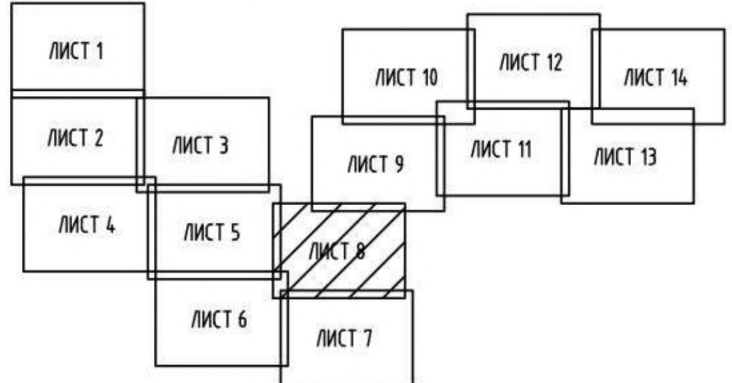 ЛИСТ 1
ЛИСТ 2
ЛИСТ 3
ЛИСТ 4
ЛИСТ 5
ЛИСТ 6
ЛИСТ 7
ЛИСТ 8
ЛИСТ 9
ЛИСТ 10
ЛИСТ 11
ЛИСТ 12
ЛИСТ 13
ЛИСТ 14